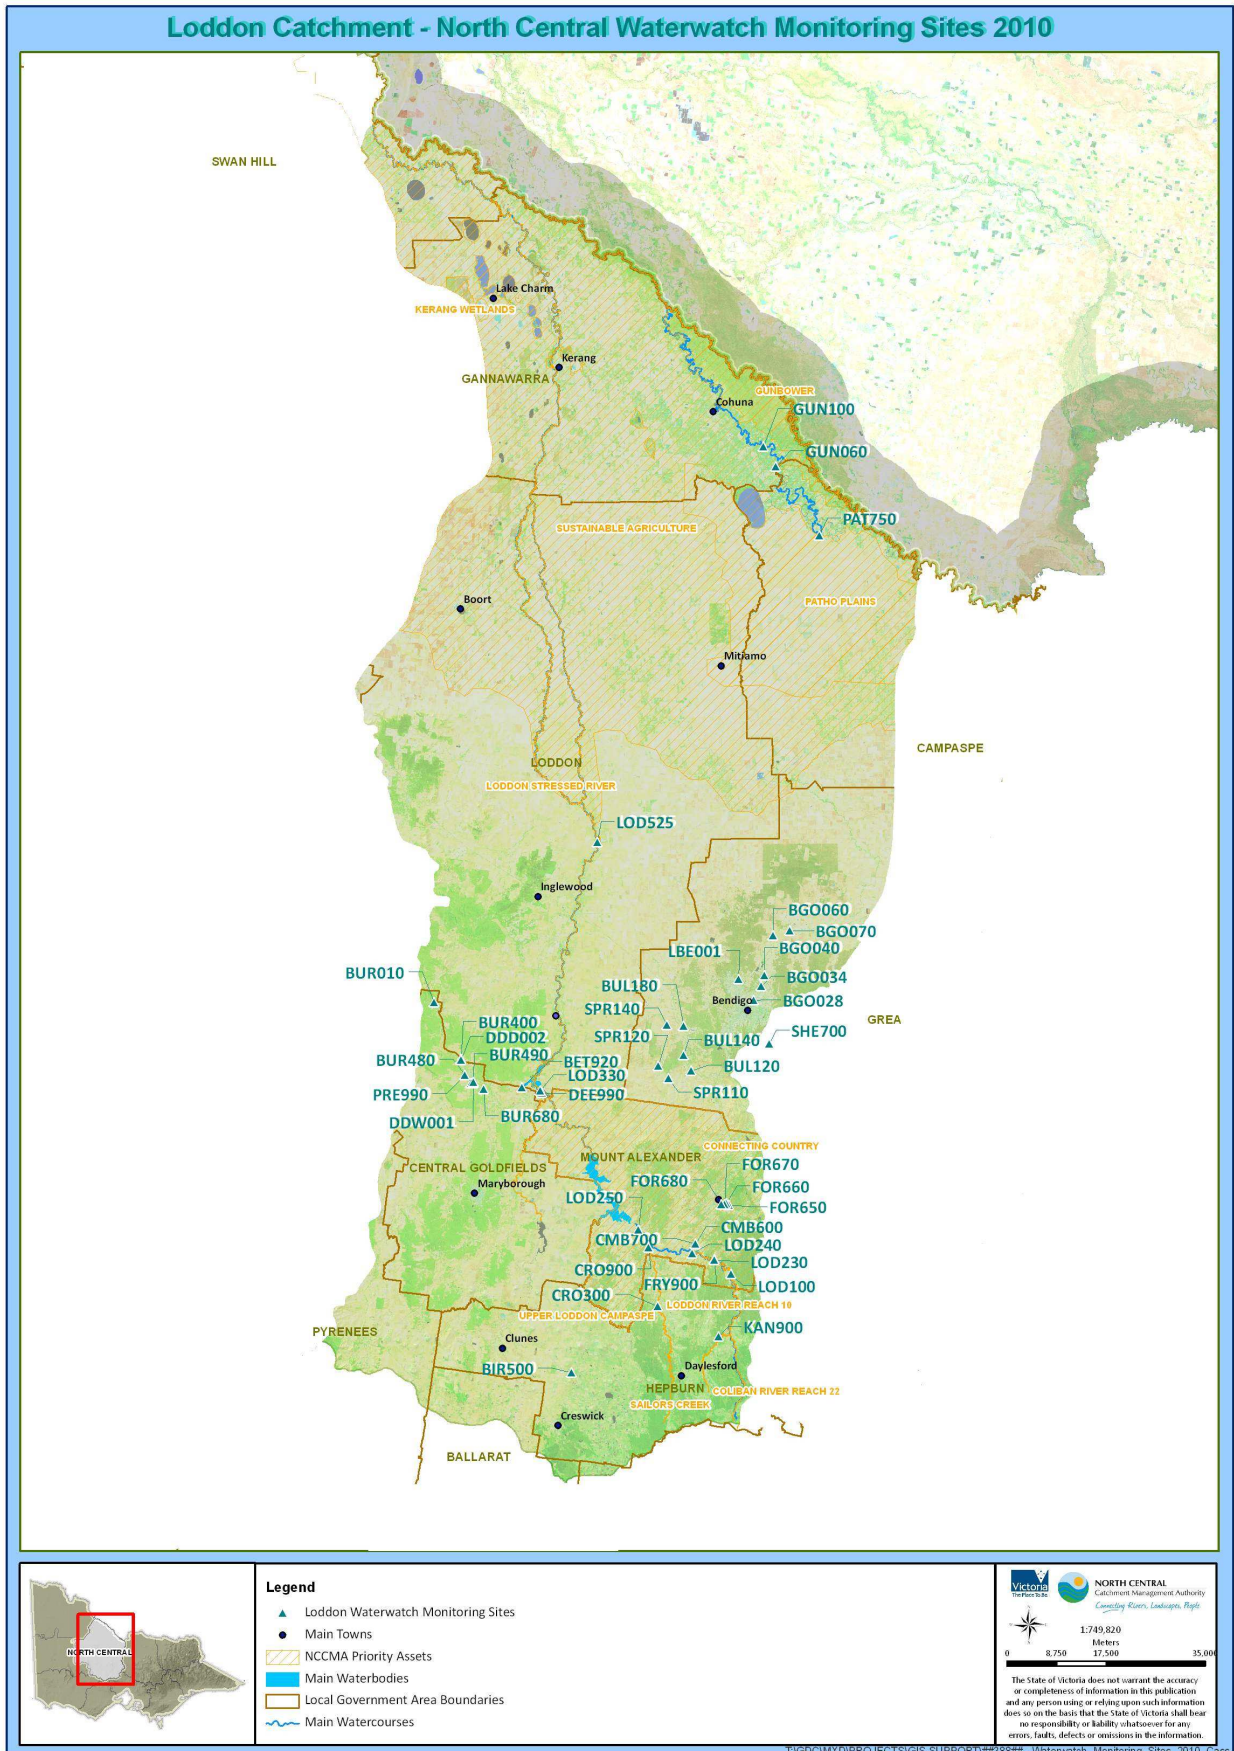 Loddon Catchment - North Central Waterwatch Monitoring Sites 2010
SWAN HILL
Lake Charm
KERANG WETLANDS
Kerang
GANNAWARRA
GUNBOWER
Cohuna
GUN100
GUN060
PAT750
SUSTAINABLE AGRICULTURE
Boort
PATHO PLAINS
Mitiamo
CAMPASPE
LODDON
LODDON STRESSED RIVER
LOD525
Inglewood
BGO060
BGO070
BGO040
LBE001
BUR010
BGO034
BUL180
Bendigo
BGO028
SPR140
GREA
BUR400
SHE700
DDD002
SPR120
BUL140
BUR490
BUR480
BET920
BUL120
LOD330
PRE990
DEE990
SPR110
BUR680
DDW001
CONNECTING COUNTRY
MOUNT ALEXANDER
FOR670
CENTRAL GOLDFIELDS
FOR680
Maryborough
FOR660
LOD250
FOR650
CMB600
CMB700
LOD240
LOD230
CRO900
FRY900
LOD100
CRO300
LODDON RIVER REACH 10
UPPER LODDON CAMPASPE
KAN900
PYRENEES
Clunes
BIR500
Daylesford
HEPBURN
COLIBAN RIVER REACH 22
SAILORS CREEK
Creswick
BALLARAT
NORTH CENTRAL
Legend
Loddon Waterwatch Monitoring Sites
Main Towns
NCCMA Priority Assets
Main Waterbodies
Local Government Area Boundaries
Main Watercourses
Victoria
The Place To Be
NORTH CENTRAL
Catchment Management Authority
Connecting Rivers, Landscapes, People
1:749,820
Meters
0 8,750 17,500 35,000
The State of Victoria does not warrant the accuracy
or completeness of information in this publication
and any person using or relying upon such information
does so on the basis that the State of Victoria shall bear
no responsibility or liability whatsoever for any
errors, faults, defects or omissions in the information.